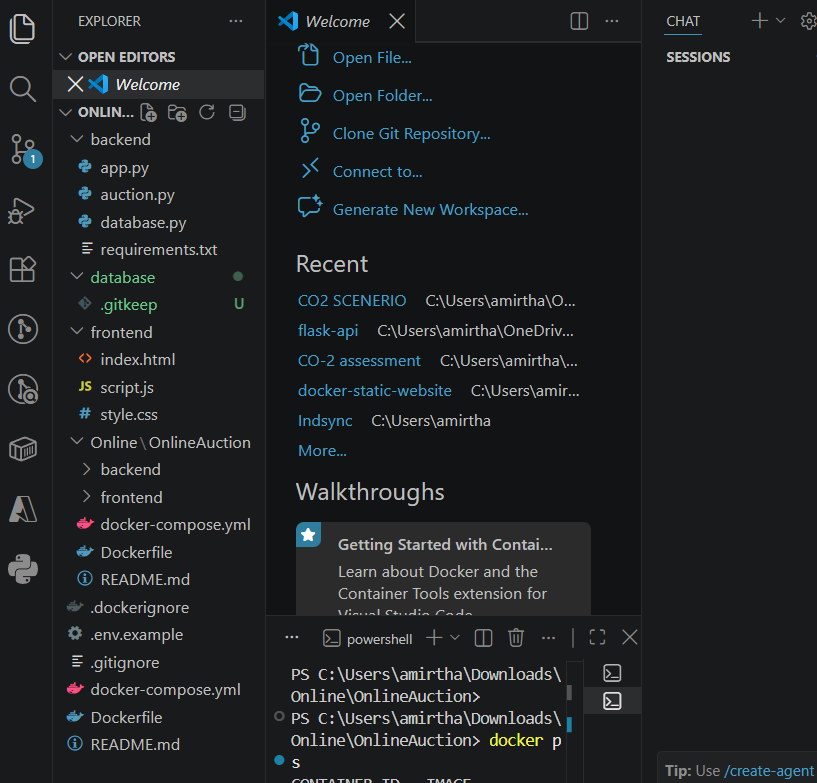 EXPLORER
OPEN EDITORS
Welcome
ONLIN...
backend
app.py
auction.py
database.py
requirements.txt
database
.gitkeep U
frontend
index.html
JS script.js
# style.css
Online\OnlineAuction
backend
frontend
docker-compose.yml
Dockerfile
README.md
.dockerignore
.env.example
.gitignore
docker-compose.yml
Dockerfile
README.md
1
Welcome
Open File...
Open Folder...
Clone Git Repository...
Connect to...
Generate New Workspace...
Recent
CO2 SCENERIO C:\Users\amirtha\O...
flask-api C:\Users\amirtha\OneDriv...
CO-2 assessment C:\Users\amirtha\...
docker-static-website C:\Users\amir...
Indsync C:\Users\amirtha
More...
Walkthroughs
Getting Started with Contai...
Learn about Docker and the
Container Tools extension for
Visual Studio Code
powershell
PS C:\Users\amirtha\Downloads\
Online\OnlineAuction>
PS C:\Users\amirtha\Downloads\
Online\OnlineAuction> docker p
s
CONTAINER ID IMAGE
CHAT
SESSIONS
Tip: Use /create-agent